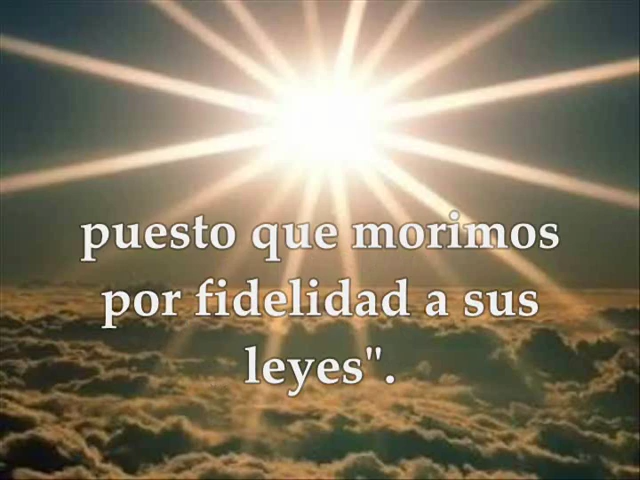 puesto que morimos
por fidelidad a sus
leyes".